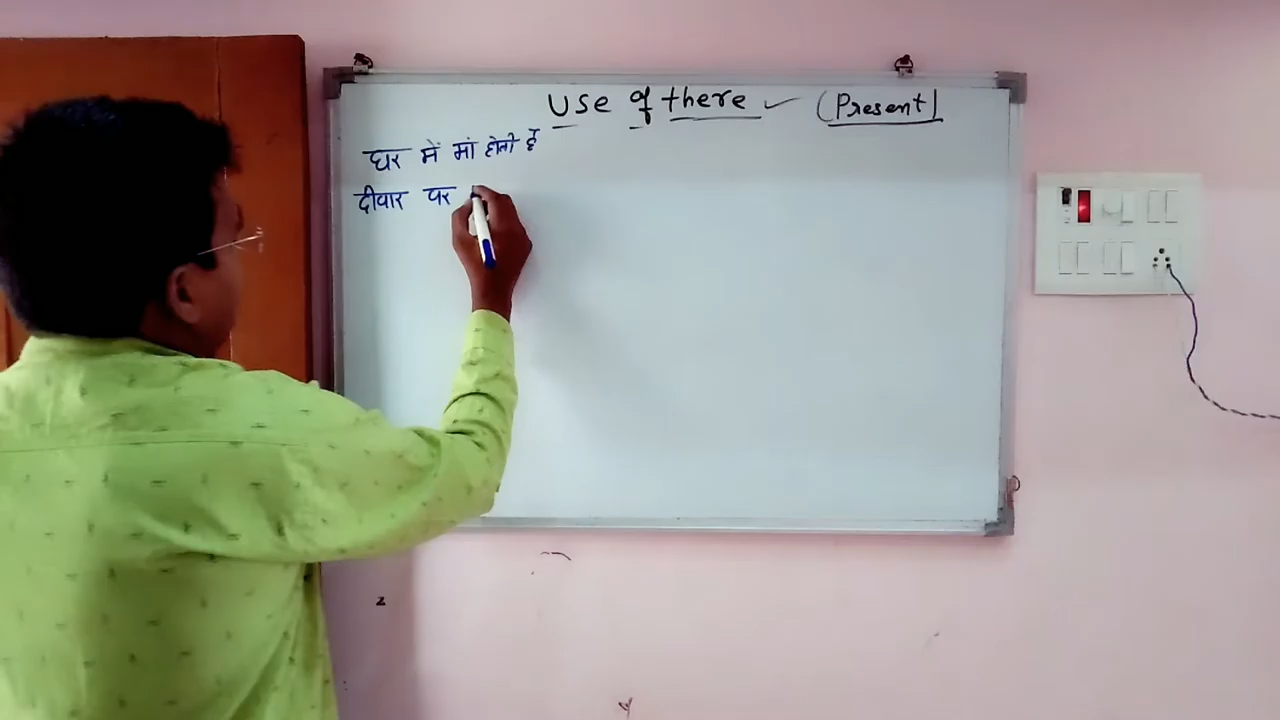 Use of there ✓ (Present)
घर में मां होती है
दीवार पर